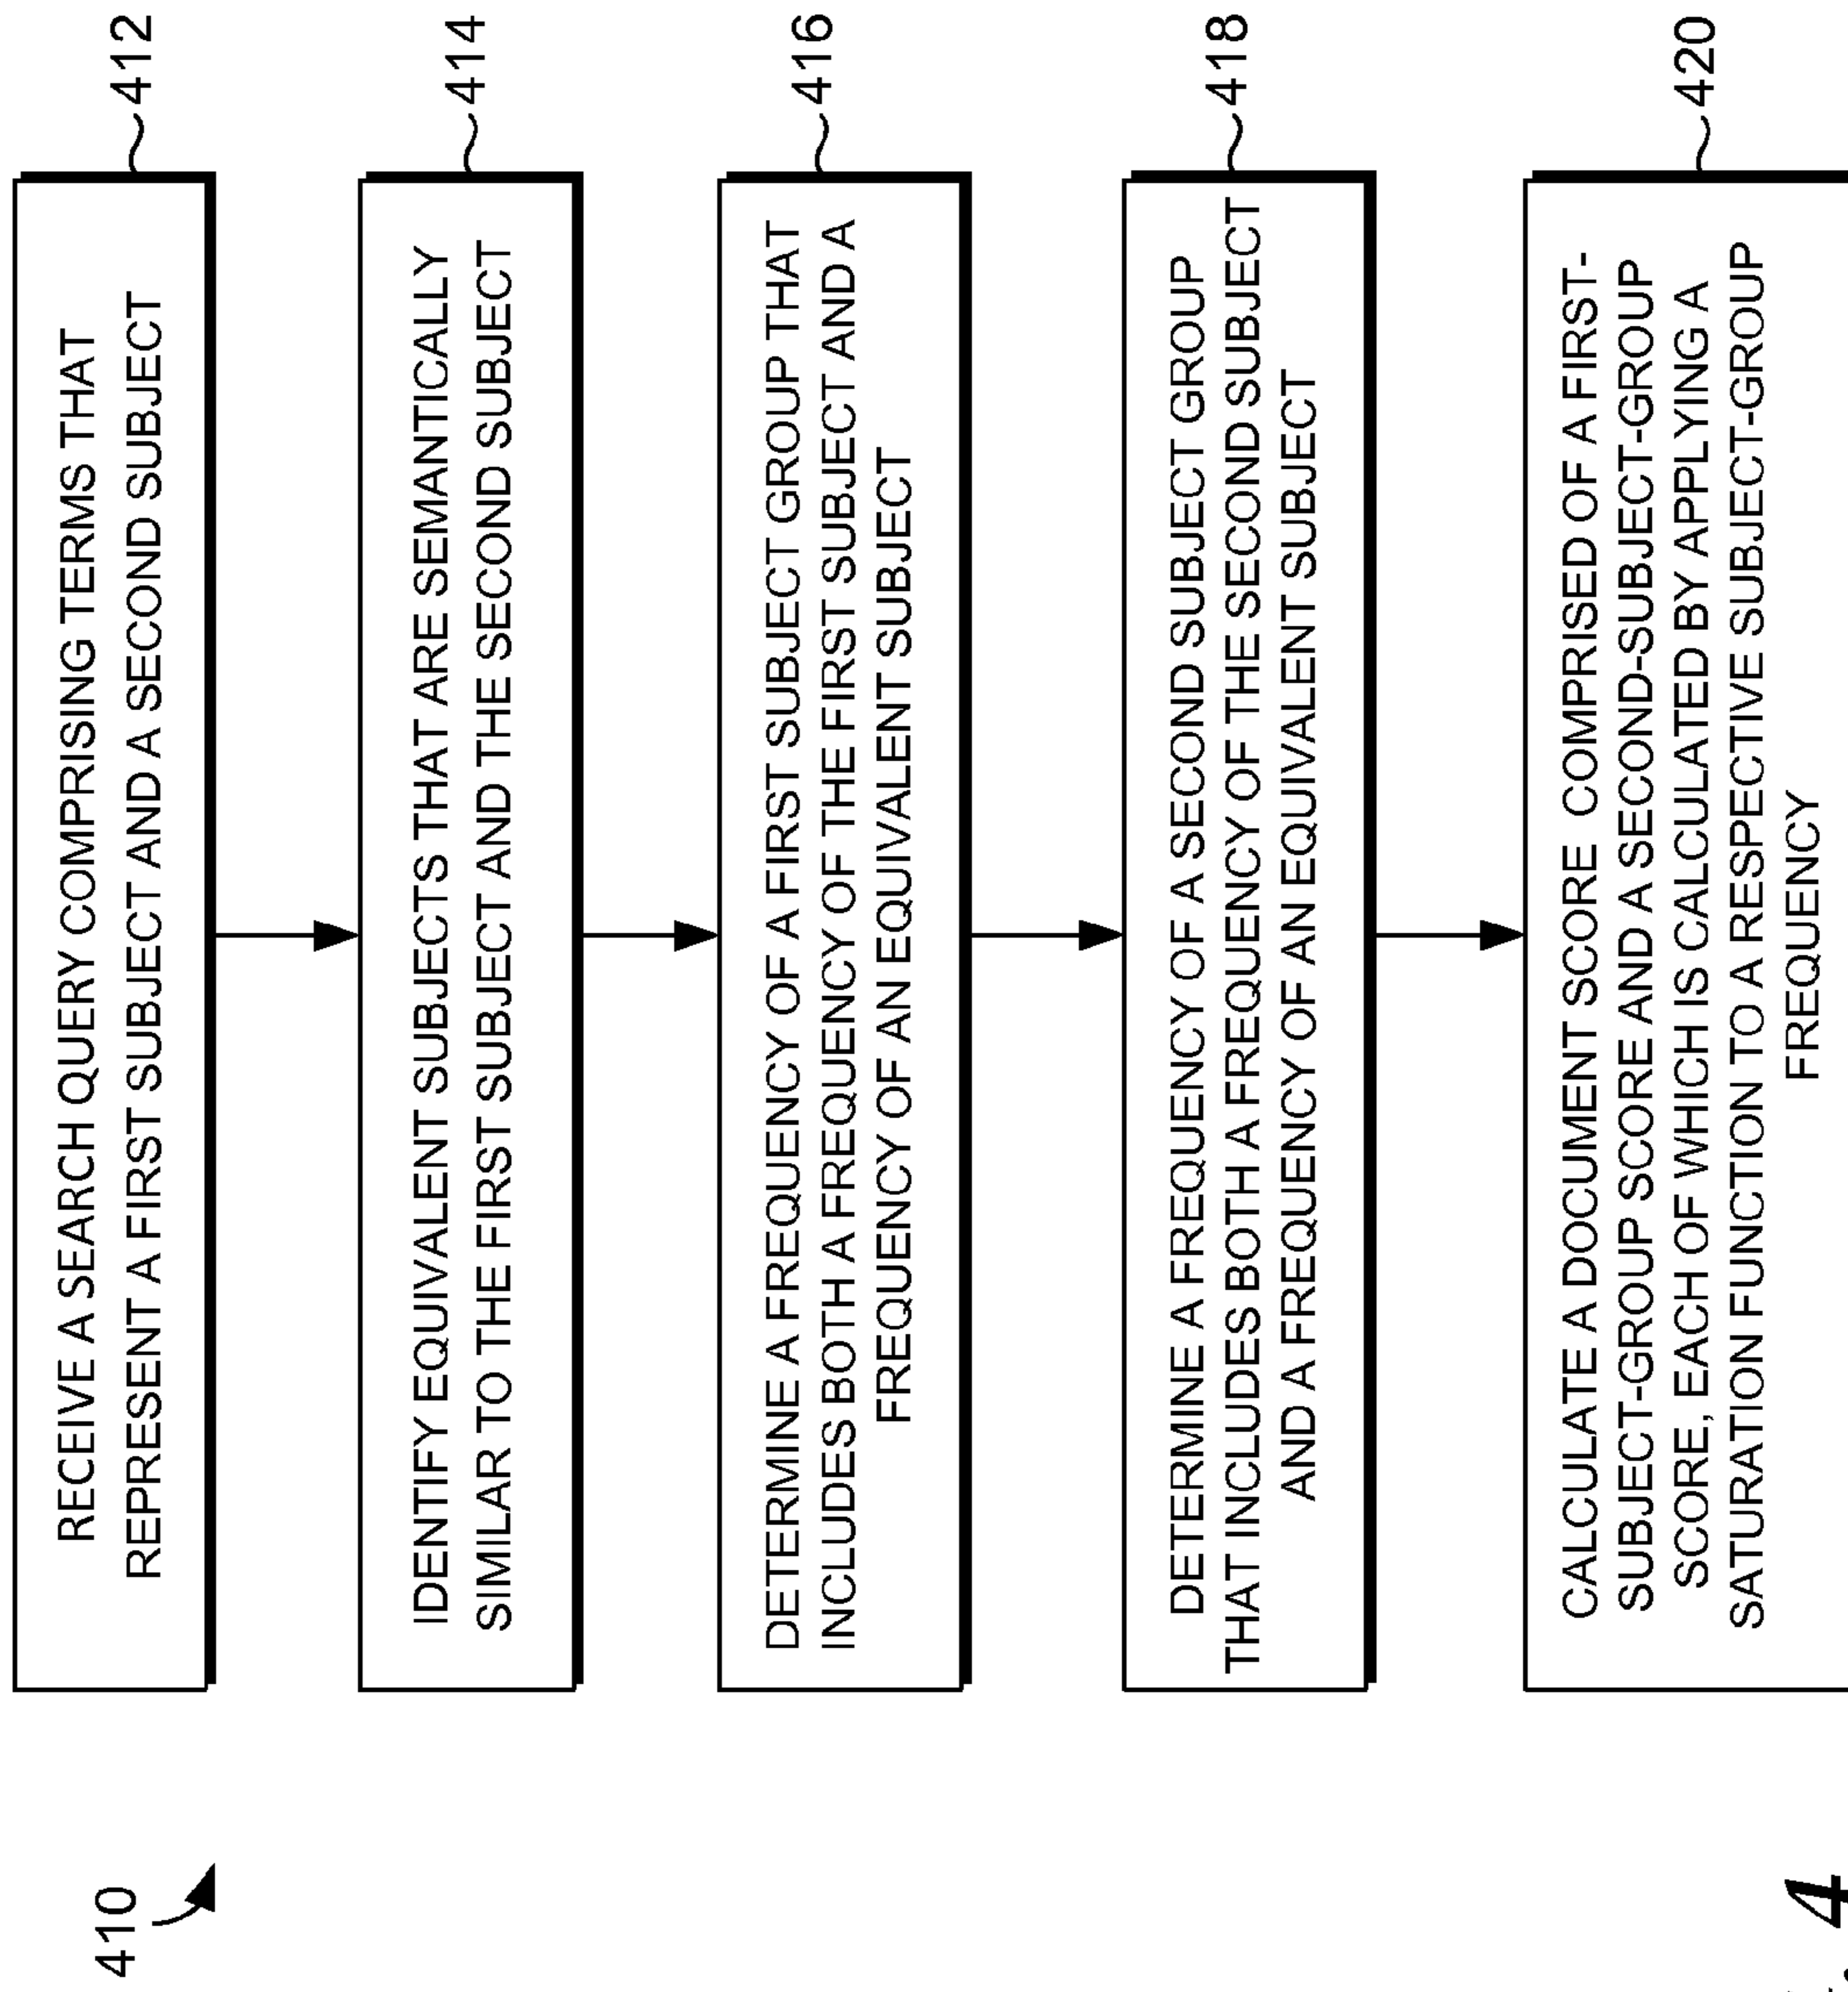 410
RECEIVE A SEARCH QUERY COMPRISING TERMS THAT
REPRESENT A FIRST SUBJECT AND A SECOND SUBJECT
412
IDENTIFY EQUIVALENT SUBJECTS THAT ARE SEMANTICALLY
SIMILAR TO THE FIRST SUBJECT AND THE SECOND SUBJECT
414
DETERMINE A FREQUENCY OF A FIRST SUBJECT GROUP THAT
INCLUDES BOTH A FREQUENCY OF THE FIRST SUBJECT AND A
FREQUENCY OF AN EQUIVALENT SUBJECT
416
DETERMINE A FREQUENCY OF A SECOND SUBJECT GROUP
THAT INCLUDES BOTH A FREQUENCY OF THE SECOND SUBJECT
AND A FREQUENCY OF AN EQUIVALENT SUBJECT
418
CALCULATE A DOCUMENT SCORE COMPRISED OF A FIRST-
SUBJECT-GROUP SCORE AND A SECOND-SUBJECT-GROUP
SCORE, EACH OF WHICH IS CALCULATED BY APPLYING A
SATURATION FUNCTION TO A RESPECTIVE SUBJECT-GROUP
FREQUENCY
420
4